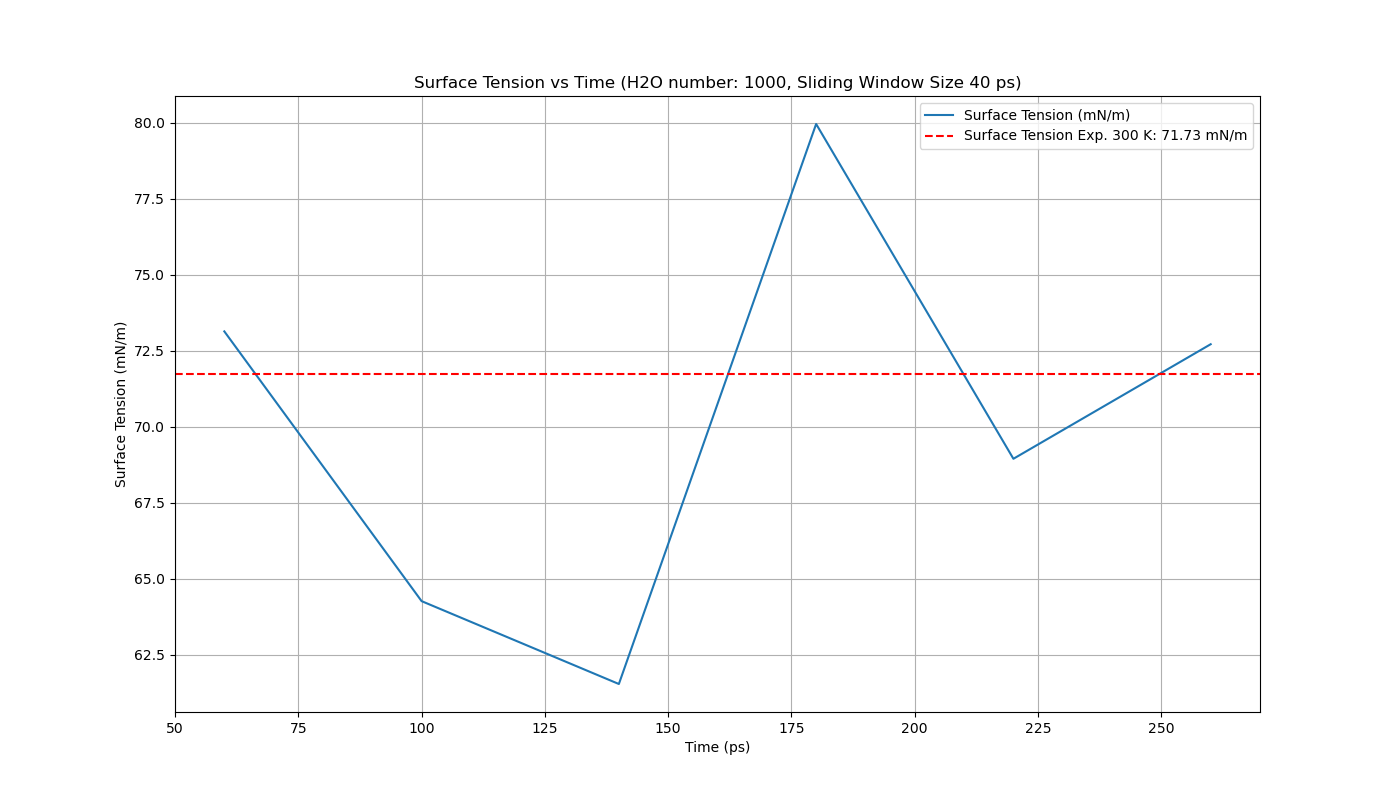 Surface Tension vs Time (H2O number: 1000, Sliding Window Size 40 ps)
Surface Tension (mN/m)
Surface Tension Exp. 300 K: 71.73 mN/m
80.0
77.5
75.0
72.5
70.0
67.5
65.0
62.5
Surface Tension (mN/m)
50 75 100 125 150 175 200 225 250
Time (ps)